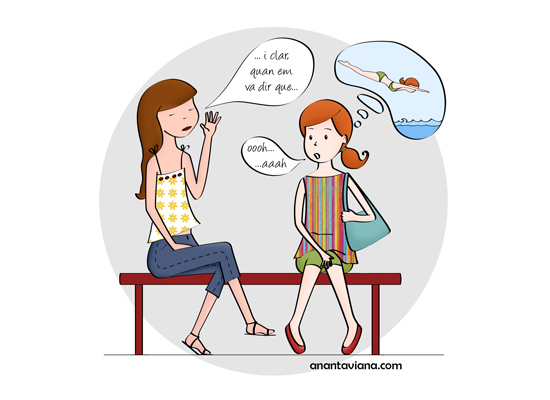 ... i clar,
quan em
va dir que...
oooh...
...aaah
anantaviana.com